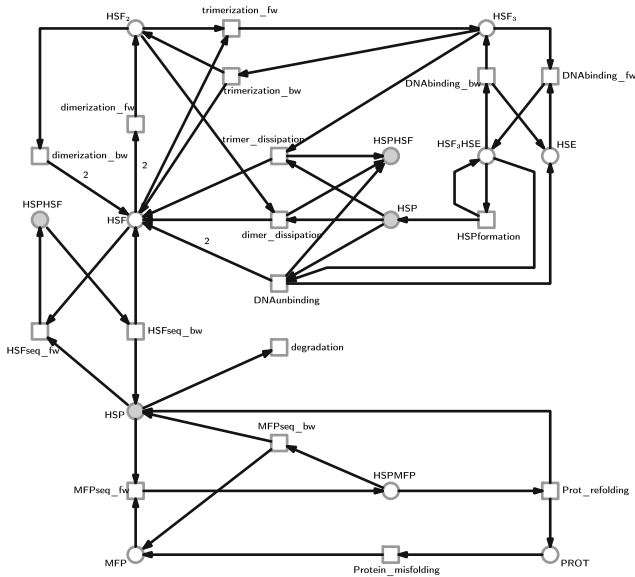 trimerization_fw
HSF₂
HSF₃
DNAbinding_bw
DNAbinding_fw
trimerization_bw
dimerization_fw
trimer_dissipation
HSPHSF
HSF₃HSE
HSE
dimerization_bw
2
2
HSPHSF
HSF
HSP
dimer_dissipation
HSPformation
2
DNAunbinding
HSFseq_fw
HSFseq_bw
degradation
HSP
MFPseq_bw
HSPMFP
MFPseq_fw
Prot_refolding
MFP
Protein_misfolding
PROT